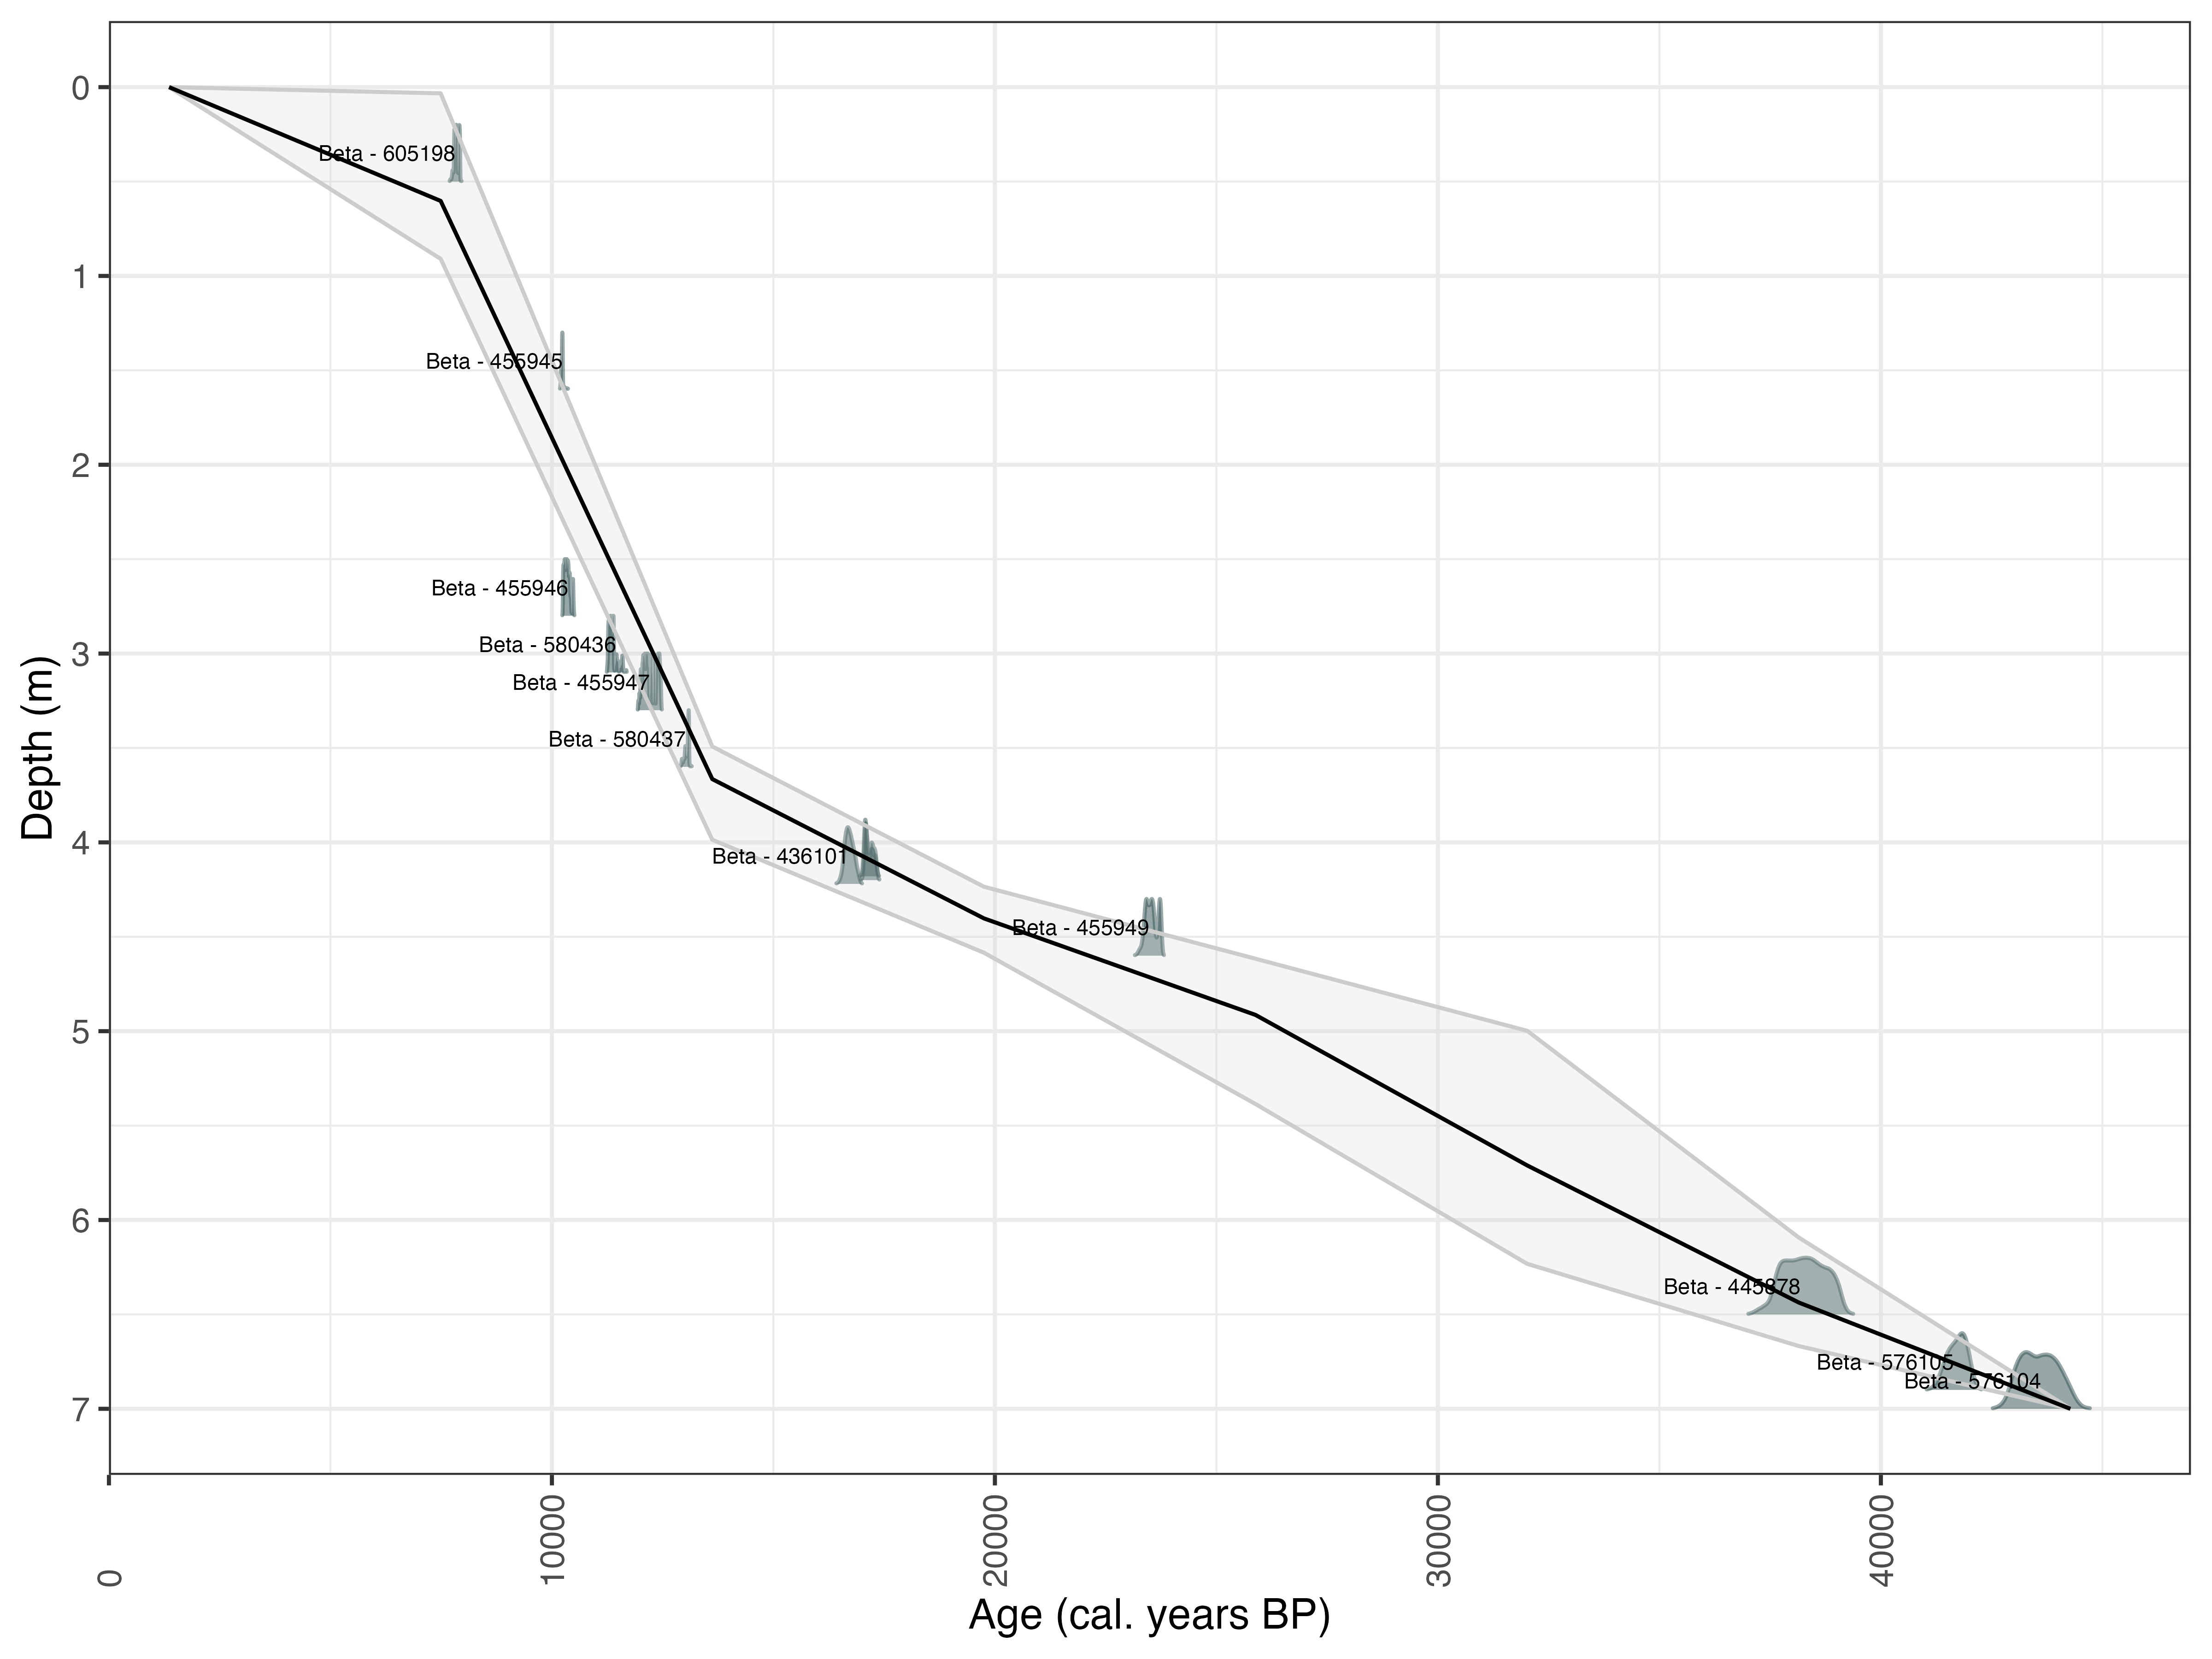 0
Beta - 605198
1
Beta - 455945
2
Beta - 455946
Beta - 580436
3
Beta - 455947
Beta - 580437
4
Beta - 436101
Beta - 455949
5
6
Beta - 445878
Beta - 576105
Beta - 576104
7
Depth (m)
0
10000
20000
30000
40000
Age (cal. years BP)